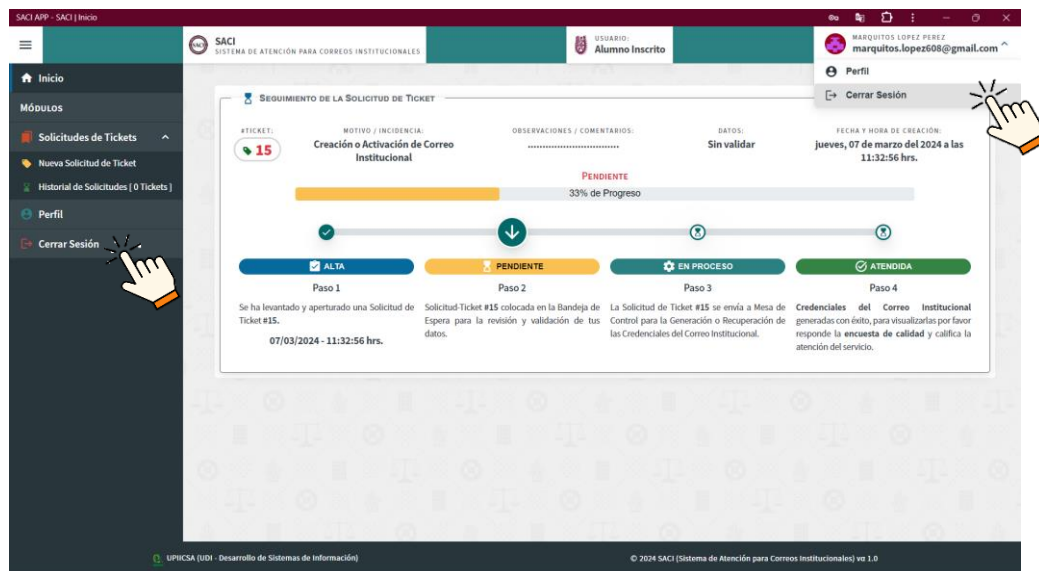 SACI APP - SACI | Inicio
SACI
SISTEMA DE ATENCIÓN PARA CORREOS INSTITUCIONALES
USUARIO:
Alumno Inscrito
MARQUITOS LOPEZ PEREZ
marquitos.lopez608@gmail.com
Perfil
Cerrar Sesión
Inicio
MÓDULOS
Solicitudes de Tickets
Nueva Solicitud de Ticket
Historial de Solicitudes [ 0 Tickets ]
Perfil
Cerrar Sesión
SEGUIMIENTO DE LA SOLICITUD DE TICKET
#TICKET:
15
MOTIVO / INCIDENCIA:
Creación o Activación de Correo
Institucional
OBSERVACIONES / COMENTARIOS:
..............................
DATOS:
Sin validar
FECHA Y HORA DE CREACIÓN:
jueves, 07 de marzo del 2024 a las
11:32:56 hrs.
PENDIENTE
33% de Progreso
ALTA
Paso 1
Se ha levantado y aperturado una Solicitud de
Ticket #15.
07/03/2024 - 11:32:56 hrs.
PENDIENTE
Paso 2
Solicitud-Ticket #15 colocada en la Bandeja de
Espera para la revisión y validación de tus
datos.
EN PROCESO
Paso 3
La Solicitud de Ticket #15 se envía a Mesa de
Control para la Generación o Recuperación de
las Credenciales del Correo Institucional.
ATENDIDA
Paso 4
Credenciales del Correo Institucional
generadas con éxito, para visualizarlas por favor
responde la encuesta de calidad y califica la
atención del servicio.
UPIICSA (UDI - Desarrollo de Sistemas de Información)
© 2024 SACI (Sistema de Atención para Correos Institucionales) vα 1.0